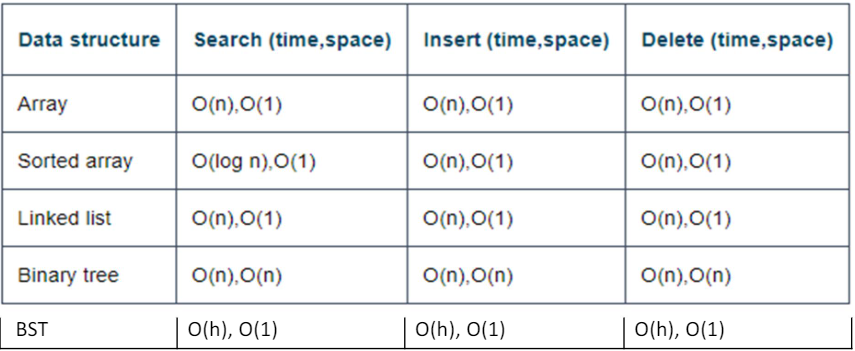 Data structure Search (time,space) Insert (time,space) Delete (time,space)
Array O(n),O(1) O(n),O(1) O(n),O(1)
Sorted array O(log n),O(1) O(n),O(1) O(n),O(1)
Linked list O(n),O(1) O(n),O(1) O(n),O(1)
Binary tree O(n),O(n) O(n),O(n) O(n),O(n)
BST O(h), O(1) O(h), O(1) O(h), O(1)